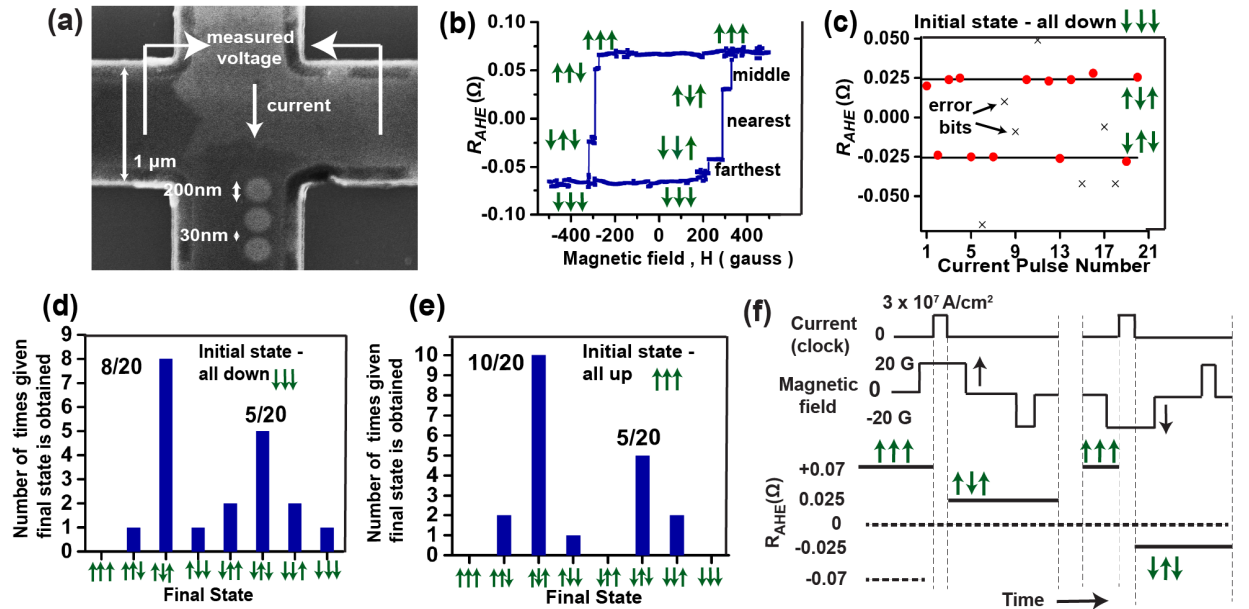 (a)
measured
voltage
current
1 μm
200nm
30nm
(b)
R_AHE (Ω)
0.10
0.05
0.00
-0.05
-0.10
↑↑↑
↑↑↑
↑↑↓
middle
↑↓↑
nearest
↓↑↓
↓↓↑
farthest
↓↓↓
↓↓↓
-400 -200 0 200 400
Magnetic field , H ( gauss )
(c)
Initial state - all down ↓↓↓
R_AHE (Ω)
0.050
0.025
0.00
-0.025
-0.050
error
bits
↑↓↑
↓↑↓
1 5 9 13 17 21
Current Pulse Number
(d)
Number of times given
final state is obtained
9
8
7
6
5
4
3
2
1
0
8/20
Initial state -
all down ↓↓↓
5/20
↑↑↑ ↑↑↓ ↑↓↑ ↑↓↓ ↓↑↑ ↓↑↓ ↓↓↑ ↓↓↓
Final State
(e)
Number of times given
final state is obtained
10
9
8
7
6
5
4
3
2
1
0
10/20
Initial state -
all up ↑↑↑
5/20
↑↑↑ ↑↑↓ ↑↓↑ ↑↓↓ ↓↑↑ ↓↑↓ ↓↓↑ ↓↓↓
Final State
(f)
3 x 10⁷ A/cm²
Current
(clock)
0
20 G
Magnetic
field
0
-20 G
↑↑↑
↑↑↑
R_AHE(Ω)
+0.07
↑↓↑
0.025
0
-0.025
↓↑↓
-0.07
Time